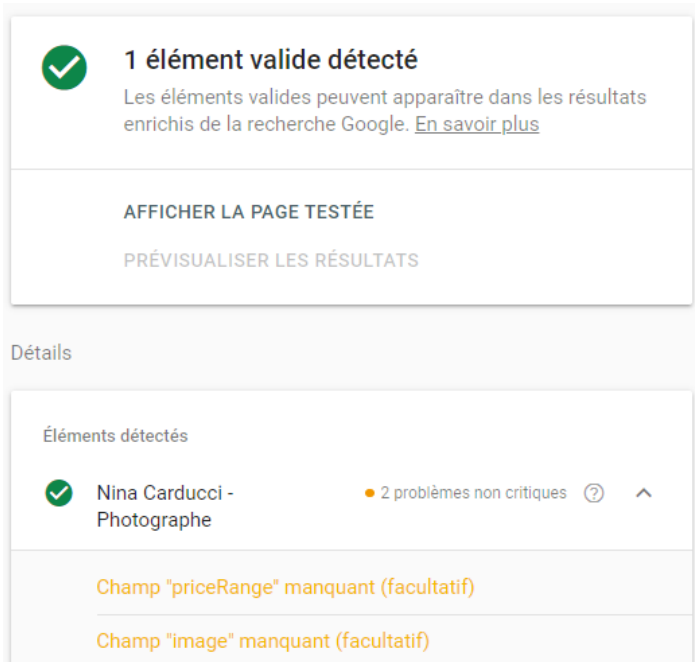 1 élément valide détecté
Les éléments valides peuvent apparaître dans les résultats
enrichis de la recherche Google. En savoir plus
AFFICHER LA PAGE TESTÉE
PRÉVISUALISER LES RÉSULTATS
Détails
Éléments détectés
Nina Carducci -
Photographe
2 problèmes non critiques
Champ "priceRange" manquant (facultatif)
Champ "image" manquant (facultatif)